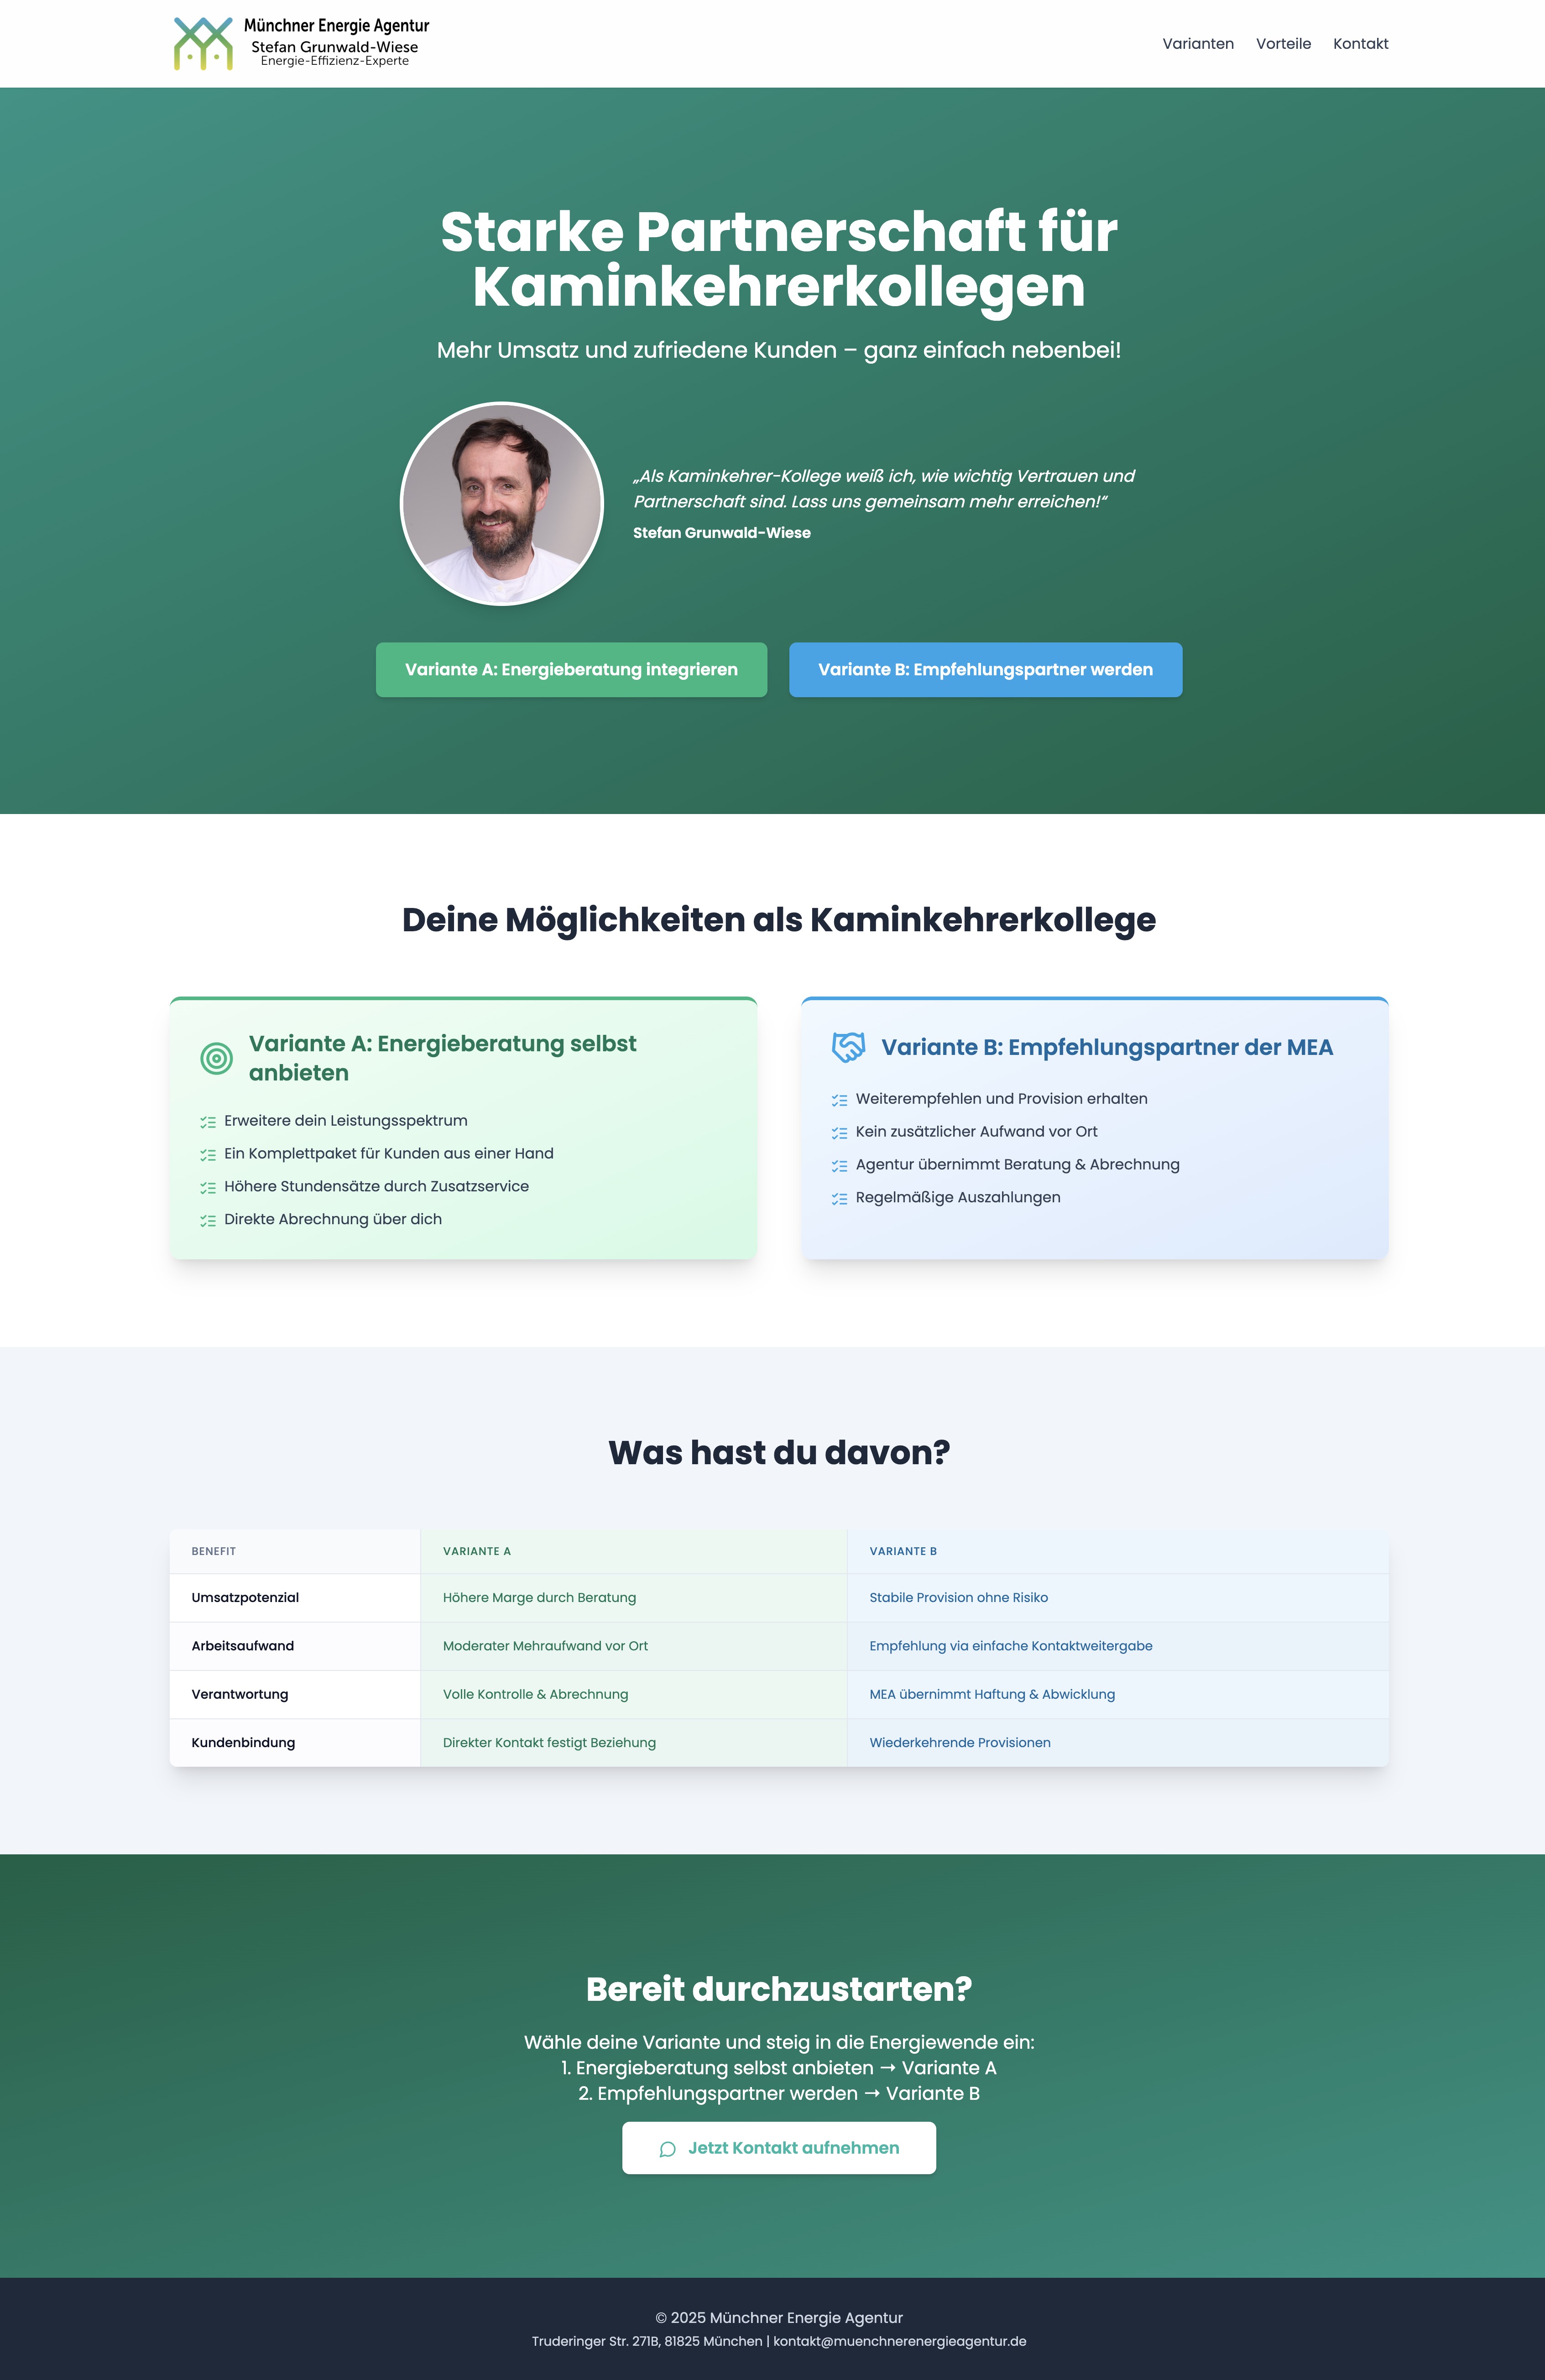 Münchner Energie Agentur
Stefan Grunwald-Wiese
Energie-Effizienz-Experte
Varianten Vorteile Kontakt
Starke Partnerschaft für
Kaminkehrerkollegen
Mehr Umsatz und zufriedene Kunden – ganz einfach nebenbei!
„Als Kaminkehrer-Kollege weiß ich, wie wichtig Vertrauen und
Partnerschaft sind. Lass uns gemeinsam mehr erreichen!“
Stefan Grunwald-Wiese
Variante A: Energieberatung integrieren
Variante B: Empfehlungspartner werden
Deine Möglichkeiten als Kaminkehrerkollege
Variante A: Energieberatung selbst
anbieten
Erweitere dein Leistungsspektrum
Ein Komplettpaket für Kunden aus einer Hand
Höhere Stundensätze durch Zusatzservice
Direkte Abrechnung über dich
Variante B: Empfehlungspartner der MEA
Weiterempfehlen und Provision erhalten
Kein zusätzlicher Aufwand vor Ort
Agentur übernimmt Beratung & Abrechnung
Regelmäßige Auszahlungen
Was hast du davon?
BENEFIT VARIANTE A VARIANTE B
Umsatzpotenzial Höhere Marge durch Beratung Stabile Provision ohne Risiko
Arbeitsaufwand Moderater Mehraufwand vor Ort Empfehlung via einfache Kontaktweitergabe
Verantwortung Volle Kontrolle & Abrechnung MEA übernimmt Haftung & Abwicklung
Kundenbindung Direkter Kontakt festigt Beziehung Wiederkehrende Provisionen
Bereit durchzustarten?
Wähle deine Variante und steig in die Energiewende ein:
1. Energieberatung selbst anbieten → Variante A
2. Empfehlungspartner werden → Variante B
Jetzt Kontakt aufnehmen
© 2025 Münchner Energie Agentur
Truderinger Str. 271B, 81825 München | kontakt@muenchnerenergieagentur.de